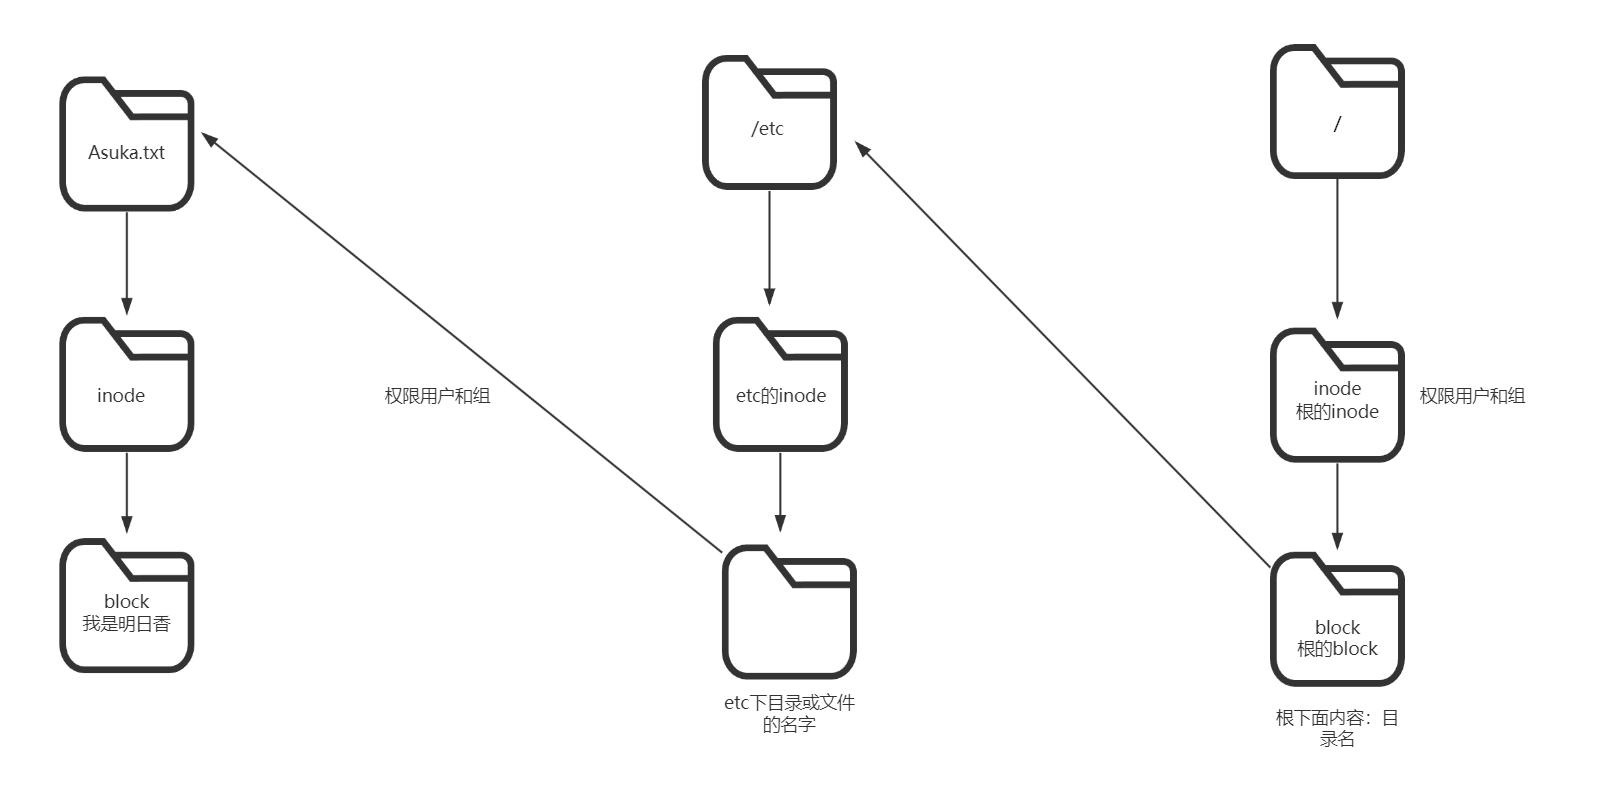 Asuka.txt
/etc
/
inode
权限用户和组
etc的inode
inode
根的inode
权限用户和组
block
我是明日香
etc下目录或文件
的名字
block
根的block
根下面内容：目
录名